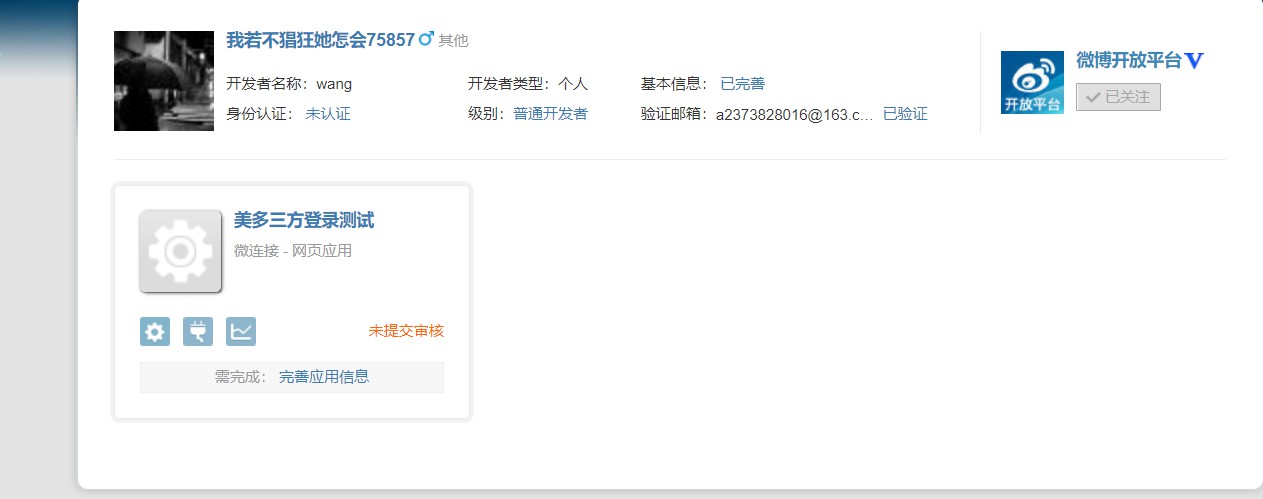 我若不猖狂她怎会75857♂ 其他
开发者名称：wang 开发者类型：个人 基本信息： 已完善
身份认证： 未认证 级别：普通开发者 验证邮箱：a2373828016@163.c... 已验证
微博开放平台V
已关注
开放平台
美多三方登录测试
微连接 - 网页应用
未提交审核
需完成： 完善应用信息